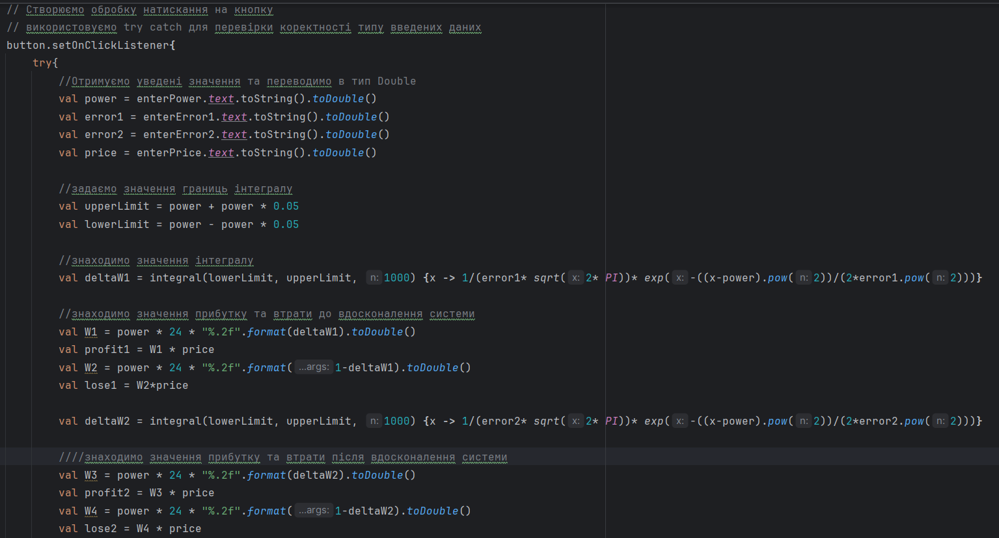 // Створюємо обробку натискання на кнопку
// використовуємо try catch для перевірки коректності типу введених даних
button.setOnClickListener{
try{
//Отримуємо уведені значення та переводимо в тип Double
val power = enterPower.text.toString().toDouble()
val error1 = enterError1.text.toString().toDouble()
val error2 = enterError2.text.toString().toDouble()
val price = enterPrice.text.toString().toDouble()
//задаємо значення границь інтегралу
val upperLimit = power + power * 0.05
val lowerLimit = power - power * 0.05
//знаходимо значення інтегралу
val deltaW1 = integral(lowerLimit, upperLimit, n: 1000) {x -> 1/(error1* sqrt( x: 2* PI))* exp( x: -((x-power).pow( n: 2))/(2*error1.pow( n: 2)))}
//знаходимо значення прибутку та втрати до вдосконалення системи
val W1 = power * 24 * "%.2f".format(deltaW1).toDouble()
val profit1 = W1 * price
val W2 = power * 24 * "%.2f".format( ...args: 1-deltaW1).toDouble()
val lose1 = W2*price
val deltaW2 = integral(lowerLimit, upperLimit, n: 1000) {x -> 1/(error2* sqrt( x: 2* PI))* exp( x: -((x-power).pow( n: 2))/(2*error2.pow( n: 2)))}
////знаходимо значення прибутку та втрати після вдосконалення системи
val W3 = power * 24 * "%.2f".format(deltaW2).toDouble()
val profit2 = W3 * price
val W4 = power * 24 * "%.2f".format( ...args: 1-deltaW2).toDouble()
val lose2 = W4 * price